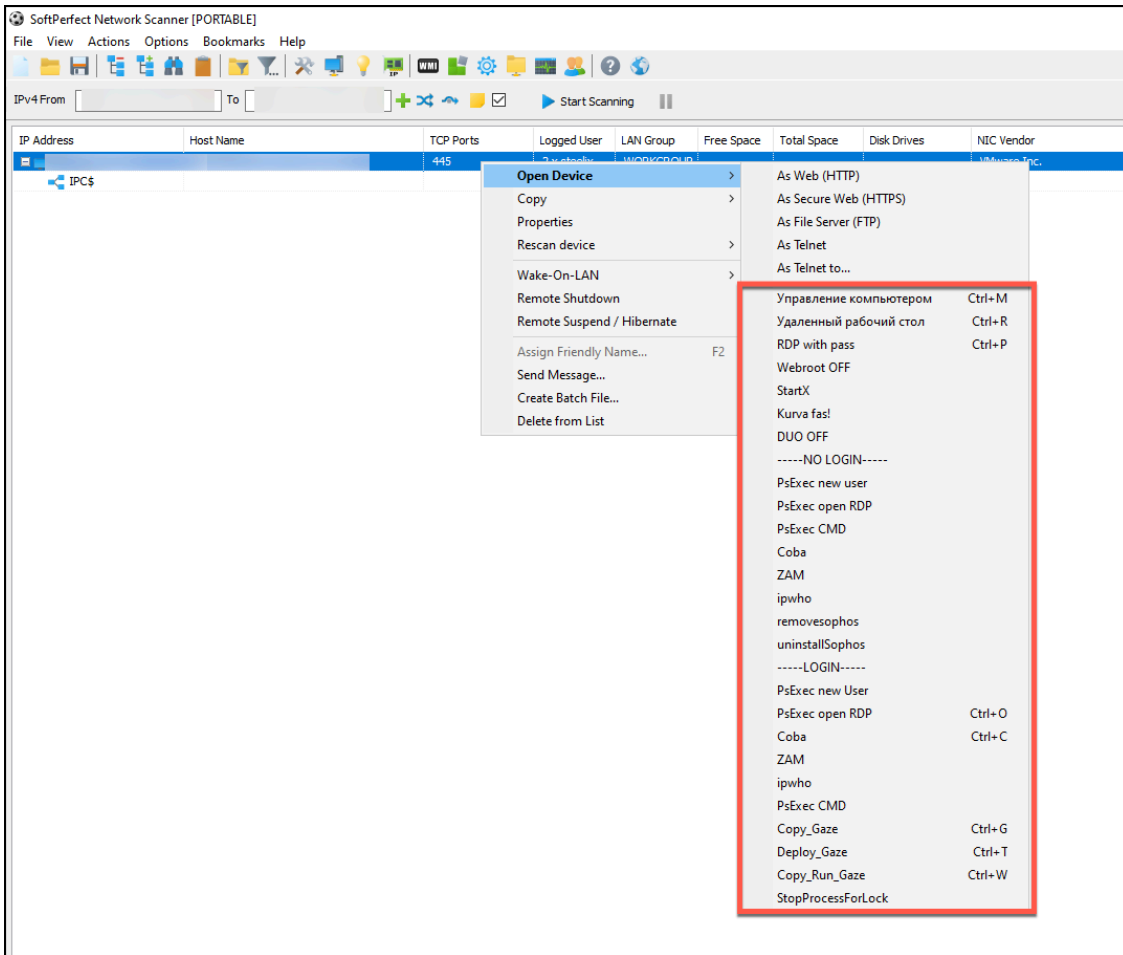 SoftPerfect Network Scanner [PORTABLE]
File View Actions Options Bookmarks Help
WMI
IP
IPv4 From To Start Scanning
IP Address Host Name TCP Ports Logged User LAN Group Free Space Total Space Disk Drives NIC Vendor
445 WORKGROUP VMware Inc.
IPC$
Open Device
Copy
Properties
Rescan device
Wake-On-LAN
Remote Shutdown
Remote Suspend / Hibernate
Assign Friendly Name... F2
Send Message...
Create Batch File...
Delete from List
As Web (HTTP)
As Secure Web (HTTPS)
As File Server (FTP)
As Telnet
As Telnet to...
Управление компьютером Ctrl+M
Удаленный рабочий стол Ctrl+R
RDP with pass Ctrl+P
Webroot OFF
StartX
Kurva fas!
DUO OFF
-----NO LOGIN-----
PsExec new user
PsExec open RDP
PsExec CMD
Coba
ZAM
ipwho
removesophos
uninstallSophos
-----LOGIN-----
PsExec new User
PsExec open RDP Ctrl+O
Coba Ctrl+C
ZAM
ipwho
PsExec CMD
Copy_Gaze Ctrl+G
Deploy_Gaze Ctrl+T
Copy_Run_Gaze Ctrl+W
StopProcessForLock